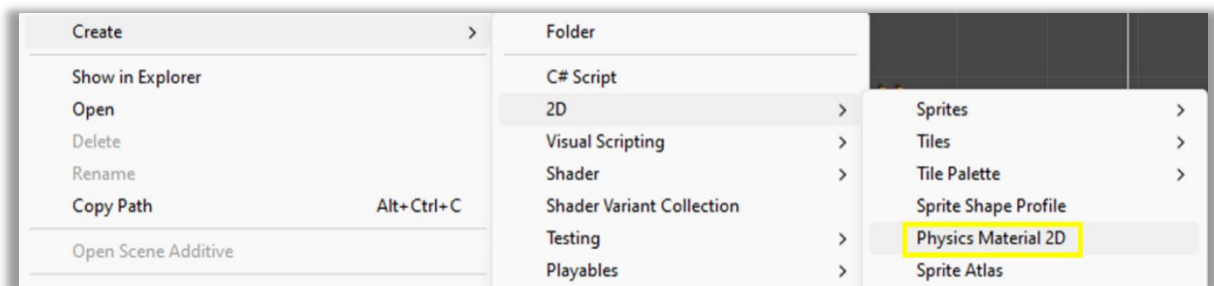 Create >
Show in Explorer
Open
Delete
Rename
Copy Path Alt+Ctrl+C
Open Scene Additive
Folder
C# Script
2D >
Visual Scripting >
Shader >
Shader Variant Collection
Testing >
Playables >
Sprites >
Tiles >
Tile Palette >
Sprite Shape Profile
Physics Material 2D
Sprite Atlas